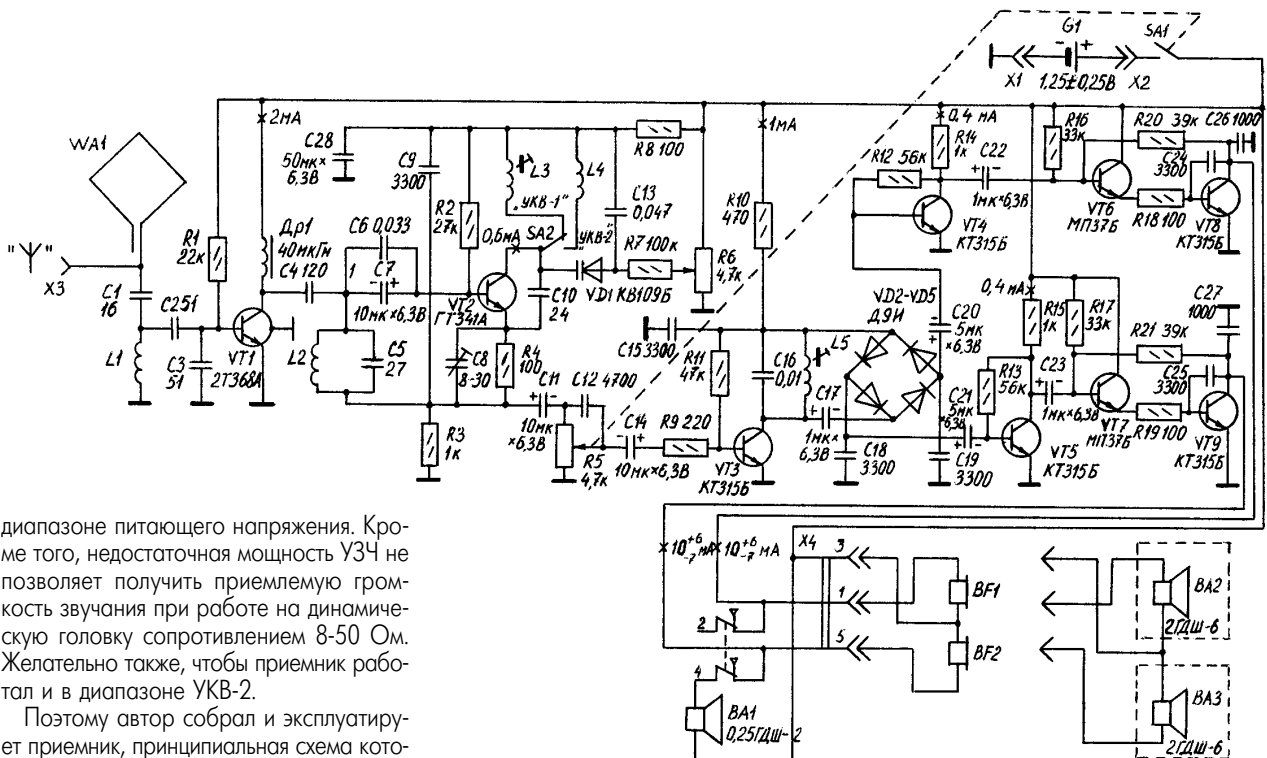 G1
SA1
- +
X1
1,25±0,25В
X2
WA1
"Ψ"
X3
C1
16
L1
C2 51
C3
51
R1
22к
VT1
2Т368А
×2мА
Др1
40мкГн
C4 120
C28
50мк×
6,3В
C9
3300
C6 0,033
1
C7
10мк×6,3В
L2
C5
27
R2
27к
0,6мА
VT2
ГТ341А
C8
8-30
R4
100
R3
1к
L3
L4
"УКВ-1"
"УКВ-2"
SA2
C10
24
VD1 КВ109Б
C13
0,047
R7 100к
R8 100
R6
4,7к
C11
10мк
×6,3В
C12 4700
R5
4,7к
C14
10мк×6,3В
R9 220
C15 3300
R11
47к
×1мА
R10
470
VT3
КТ315Б
C16
0,01
L5
C17
1мк×
6,3В
C18
3300
VD2-VD5
Д9И
C19
3300
C20
5мк
×6,3В
C21
5мк
×6,3В
R12 56к
×0,4 мА
R14
1к
C22
1мк×6,3В
VT4
КТ315Б
R16
33к
R20 39к
C26 1000
C24
3300
VT6
МП37Б
R18 100
VT8
КТ315Б
0,4 мА×
R15
1к
R17
33к
R13
56к
C23
1мк×6,3В
VT5
КТ315Б
VT7
МП37Б
R21 39к
C27
1000
C25
3300
R19 100
VT9
КТ315Б
×10+6-7мА
×10+6-7мА
X4
3
1
5
2
4
BF1
BF2
BA1
0,25ГДШ-2
BA2
2ГДШ-6
BA3
2ГДШ-6
диапазоне питающего напряжения. Кро-
ме того, недостаточная мощность УЗЧ не
позволяет получить приемлемую гром-
кость звучания при работе на динамиче-
скую головку сопротивлением 8-50 Ом.
Желательно также, чтобы приемник рабо-
тал и в диапазоне УКВ-2.
Поэтому автор собрал и эксплуатиру-
ет приемник, принципиальная схема кото-